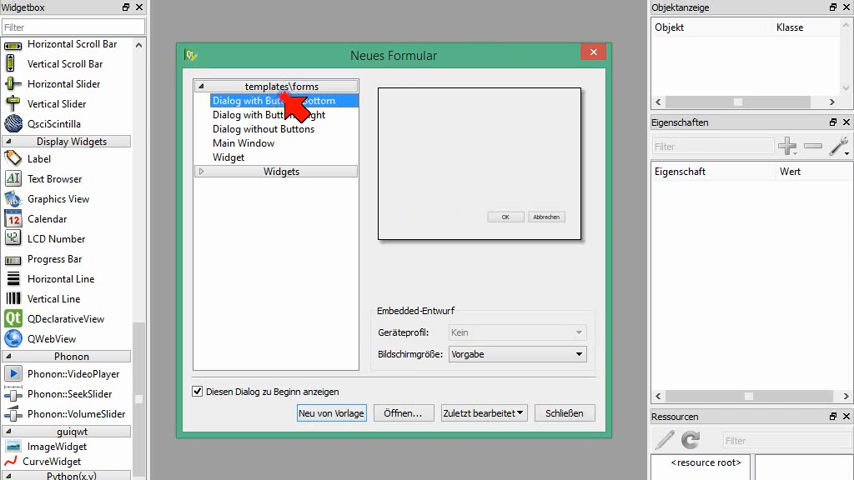 Widgetbox
Filter
Horizontal Scroll Bar
Vertical Scroll Bar
Horizontal Slider
Vertical Slider
QsciScintilla
Display Widgets
Label
Text Browser
Graphics View
Calendar
12
LCD Number
42
Progress Bar
Horizontal Line
Vertical Line
Qt
QDeclarativeView
QWebView
Phonon
Phonon::VideoPlayer
Phonon::SeekSlider
Phonon::VolumeSlider
guiqwt
ImageWidget
CurveWidget
Python(x,y)
Neues Formular
templates\forms
Dialog with Bottom
Dialog with
Dialog without Buttons
Main Window
Widget
Widgets
OK Abbrechen
Embedded-Entwurf
Geräteprofil: Kein
Bildschirmgröße: Vorgabe
Diesen Dialog zu Beginn anzeigen
Neu von Vorlage Öffnen... Zuletzt bearbeitet Schließen
Objektanzeige
Objekt Klasse
Eigenschaften
Filter
Eigenschaft Wert
Ressourcen
Filter
<resource root>